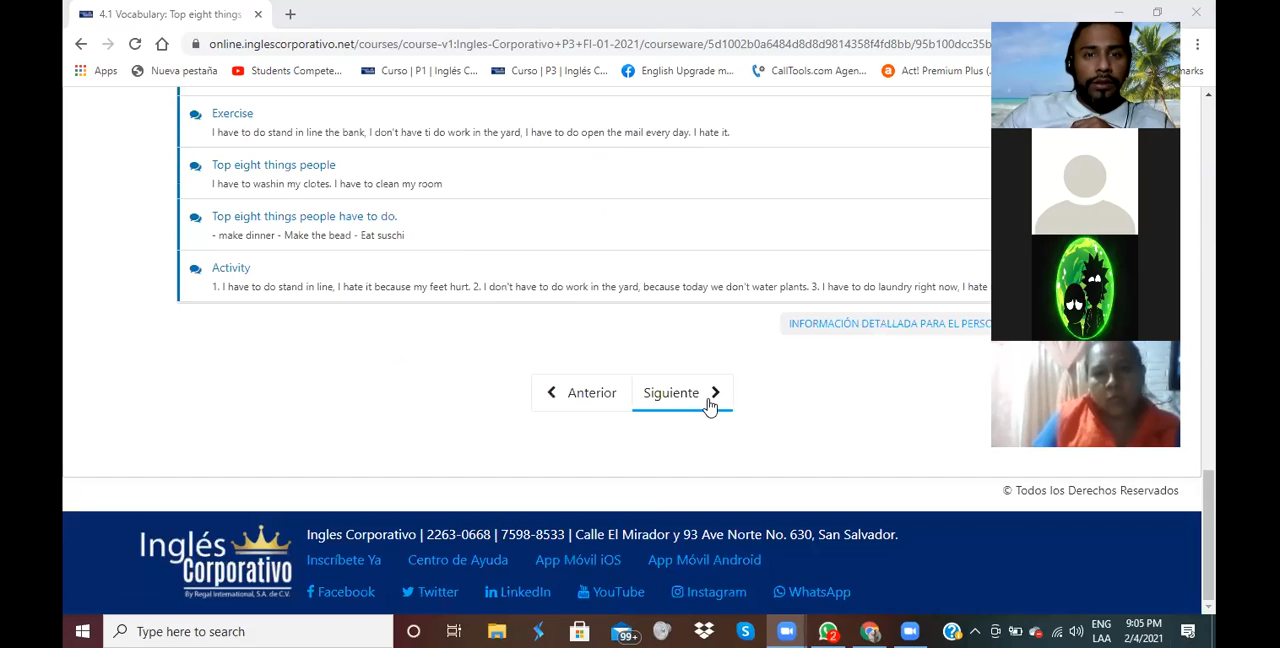 4.1 Vocabulary: Top eight things
online.inglescorporativo.net/courses/course-v1:Ingles-Corporativo+P3+FI-01-2021/courseware/5d1002b0a6484d8d8d9814358f4fd8bb/95b100dcc35b
Apps
Nueva pestaña
Students Compete...
Curso | P1 | Inglés C...
Curso | P3 | Inglés C...
English Upgrade m...
CallTools.com Agen...
Act! Premium Plus (
marks
Exercise
I have to do stand in line the bank, I don't have ti do work in the yard, I have to do open the mail every day. I hate it.
Top eight things people
I have to washin my clotes. I have to clean my room
Top eight things people have to do.
- make dinner - Make the bead - Eat suschi
Activity
1. I have to do stand in line, I hate it because my feet hurt. 2. I don't have to do work in the yard, because today we don't water plants. 3. I have to do laundry right now, I hate
INFORMACIÓN DETALLADA PARA EL PERSO
Anterior
Siguiente
© Todos los Derechos Reservados
Inglés Corporativo
By Regal International, S.A. de C.V.
Ingles Corporativo | 2263-0668 | 7598-8533 | Calle El Mirador y 93 Ave Norte No. 630, San Salvador.
Inscríbete Ya
Centro de Ayuda
App Móvil iOS
App Móvil Android
Facebook
Twitter
LinkedIn
YouTube
Instagram
WhatsApp
Type here to search
99+
2
ENG
LAA
9:05 PM
2/4/2021